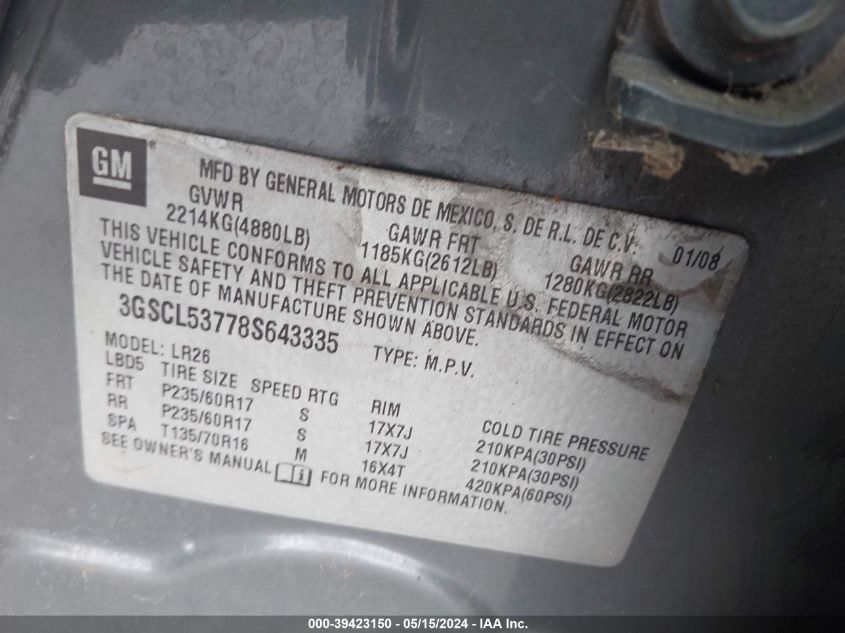 GM ®
MFD BY GENERAL MOTORS DE MEXICO, S. DE R.L. DE C.V. 01/08
GVWR GAWR FRT GAWR RR
2214KG(4880LB) 1185KG(2612LB) 1280KG(2822LB)
THIS VEHICLE CONFORMS TO ALL APPLICABLE U.S. FEDERAL MOTOR
VEHICLE SAFETY AND THEFT PREVENTION STANDARDS IN EFFECT ON
THE DATE OF MANUFACTURE SHOWN ABOVE.
3GSCL53778S643335 TYPE: M.P.V.
MODEL: LR26
LBD5 TIRE SIZE SPEED RTG RIM COLD TIRE PRESSURE
FRT P235/60R17 S 17X7J 210KPA(30PSI)
RR P235/60R17 S 17X7J 210KPA(30PSI)
SPA T135/70R16 M 16X4T 420KPA(60PSI)
SEE OWNER'S MANUAL FOR MORE INFORMATION.
000-39423150 - 05/15/2024 - IAA Inc.